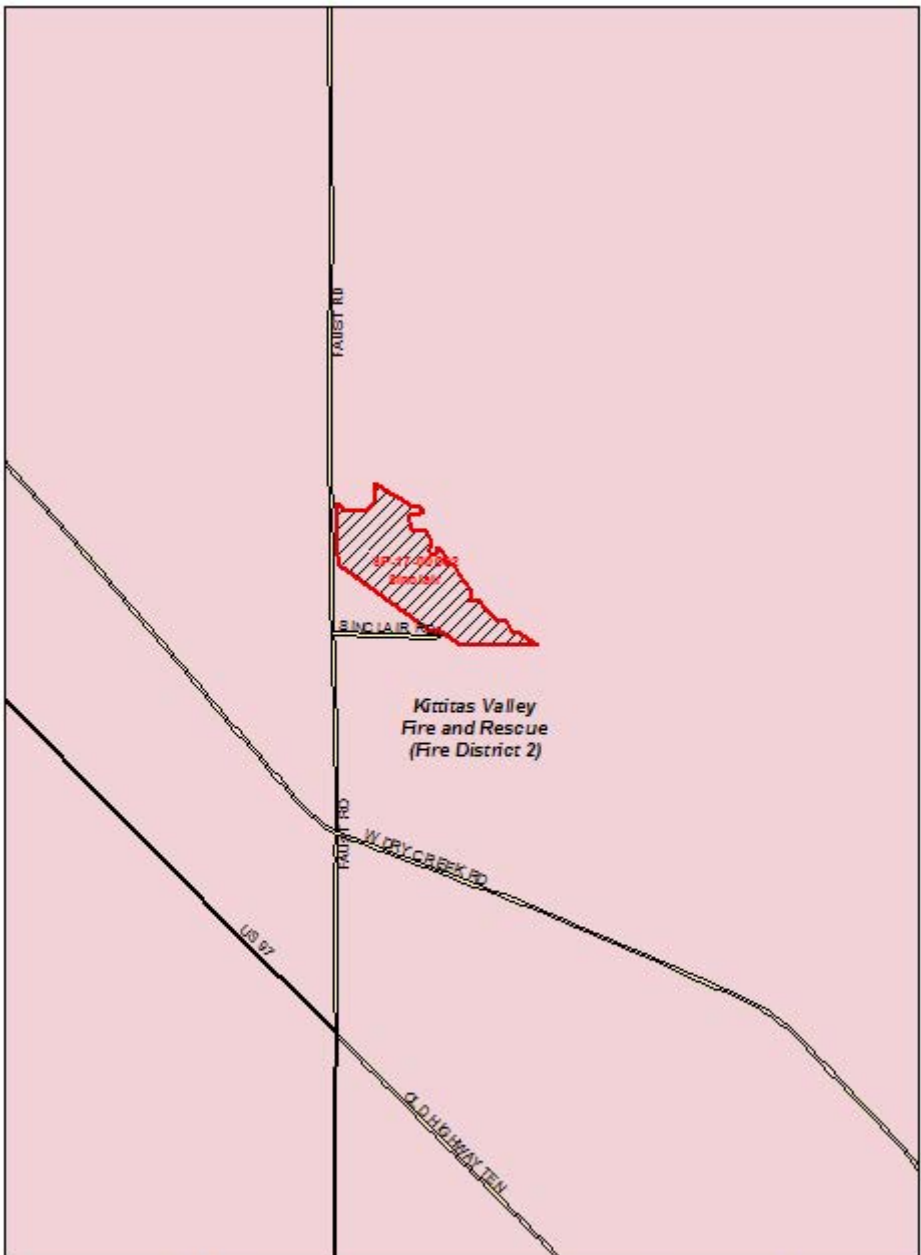 FAUST RD
Sinclair
SINCLAIR RD
Kittitas Valley
Fire and Rescue
(Fire District 2)
FAUST RD
W DRY CREEK RD
US 97
OLD HIGHWAY TEN